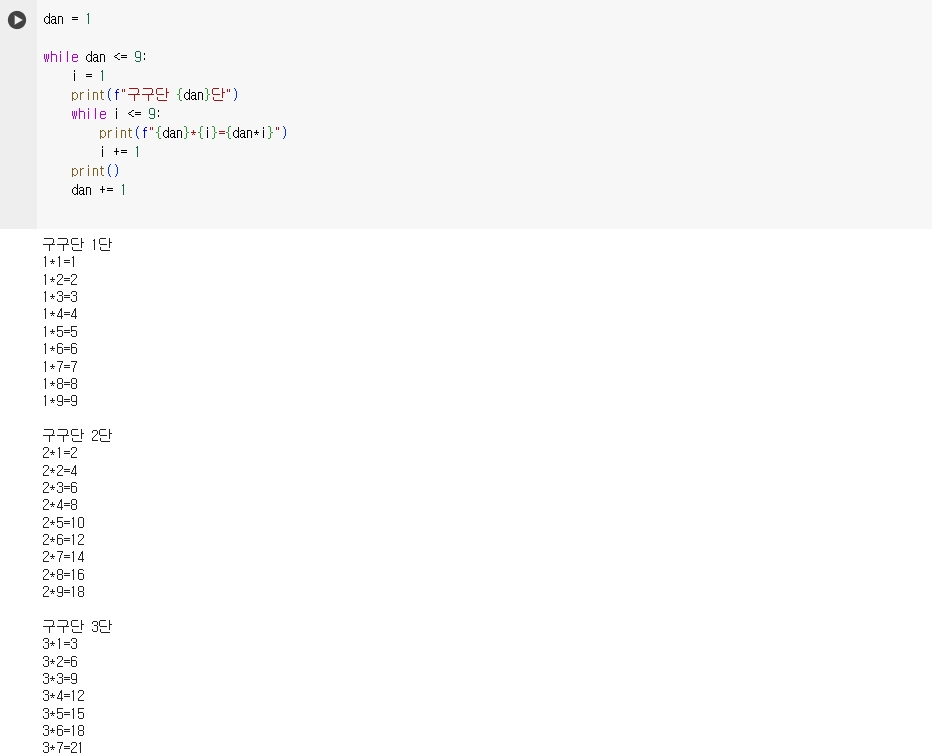 dan = 1
while dan <= 9:
    i = 1
    print(f"구구단 {dan}단")
    while i <= 9:
        print(f"{dan}*{i}={dan*i}")
        i += 1
    print()
    dan += 1
구구단 1단
1*1=1
1*2=2
1*3=3
1*4=4
1*5=5
1*6=6
1*7=7
1*8=8
1*9=9
구구단 2단
2*1=2
2*2=4
2*3=6
2*4=8
2*5=10
2*6=12
2*7=14
2*8=16
2*9=18
구구단 3단
3*1=3
3*2=6
3*3=9
3*4=12
3*5=15
3*6=18
3*7=21